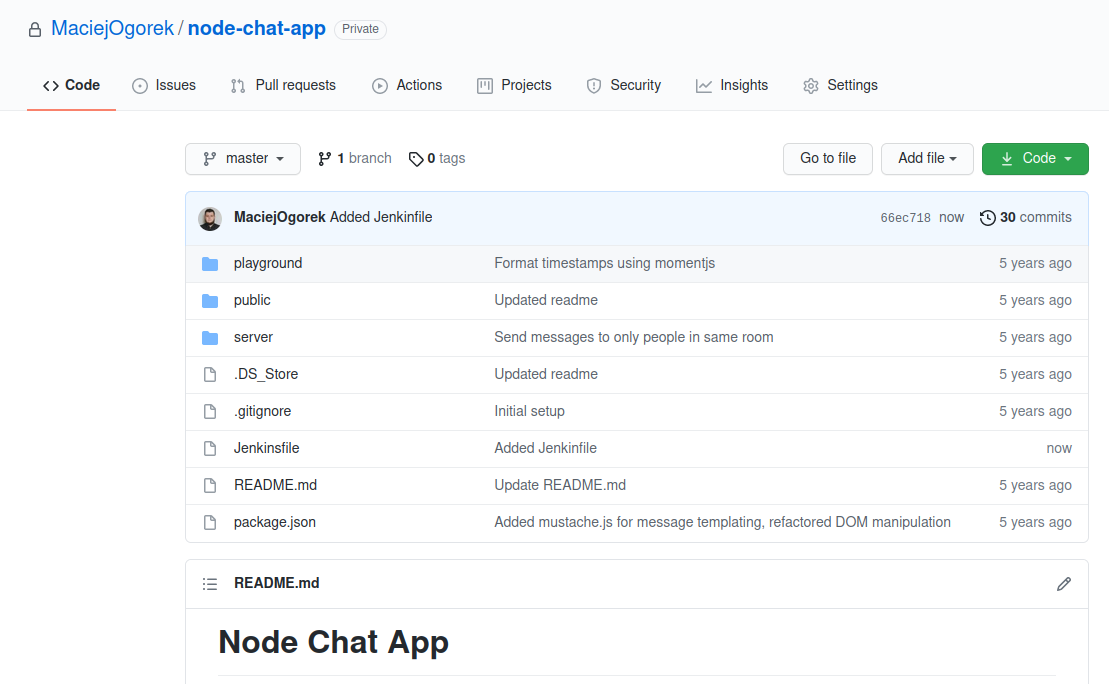 MaciejOgorek / node-chat-app Private
Code Issues Pull requests Actions Projects Security Insights Settings
master 1 branch 0 tags Go to file Add file Code
MaciejOgorek Added Jenkinfile 66ec718 now 30 commits
playground Format timestamps using momentjs 5 years ago
public Updated readme 5 years ago
server Send messages to only people in same room 5 years ago
.DS_Store Updated readme 5 years ago
.gitignore Initial setup 5 years ago
Jenkinsfile Added Jenkinfile now
README.md Update README.md 5 years ago
package.json Added mustache.js for message templating, refactored DOM manipulation 5 years ago
README.md
Node Chat App